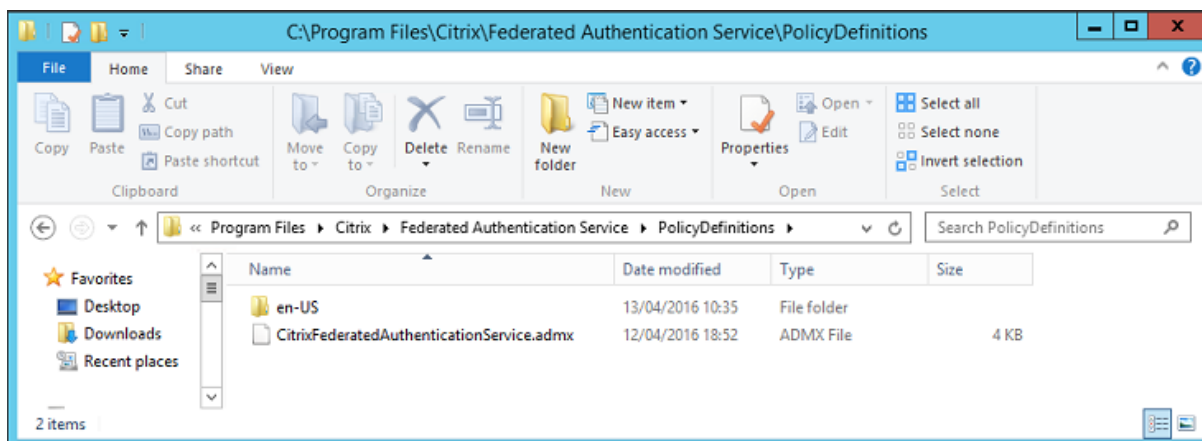 C:\Program Files\Citrix\Federated Authentication Service\PolicyDefinitions
File Home Share View
Copy
Paste
Cut
Copy path
Paste shortcut
Clipboard
Move to
Copy to
Delete
Rename
Organize
New folder
New item
Easy access
New
Properties
Open
Edit
Open
Select all
Select none
Invert selection
Select
« Program Files Citrix Federated Authentication Service PolicyDefinitions
Search PolicyDefinitions
Favorites
Desktop
Downloads
Recent places
Name Date modified Type Size
en-US 13/04/2016 10:35 File folder
CitrixFederatedAuthenticationService.admx 12/04/2016 18:52 ADMX File 4 KB
2 items